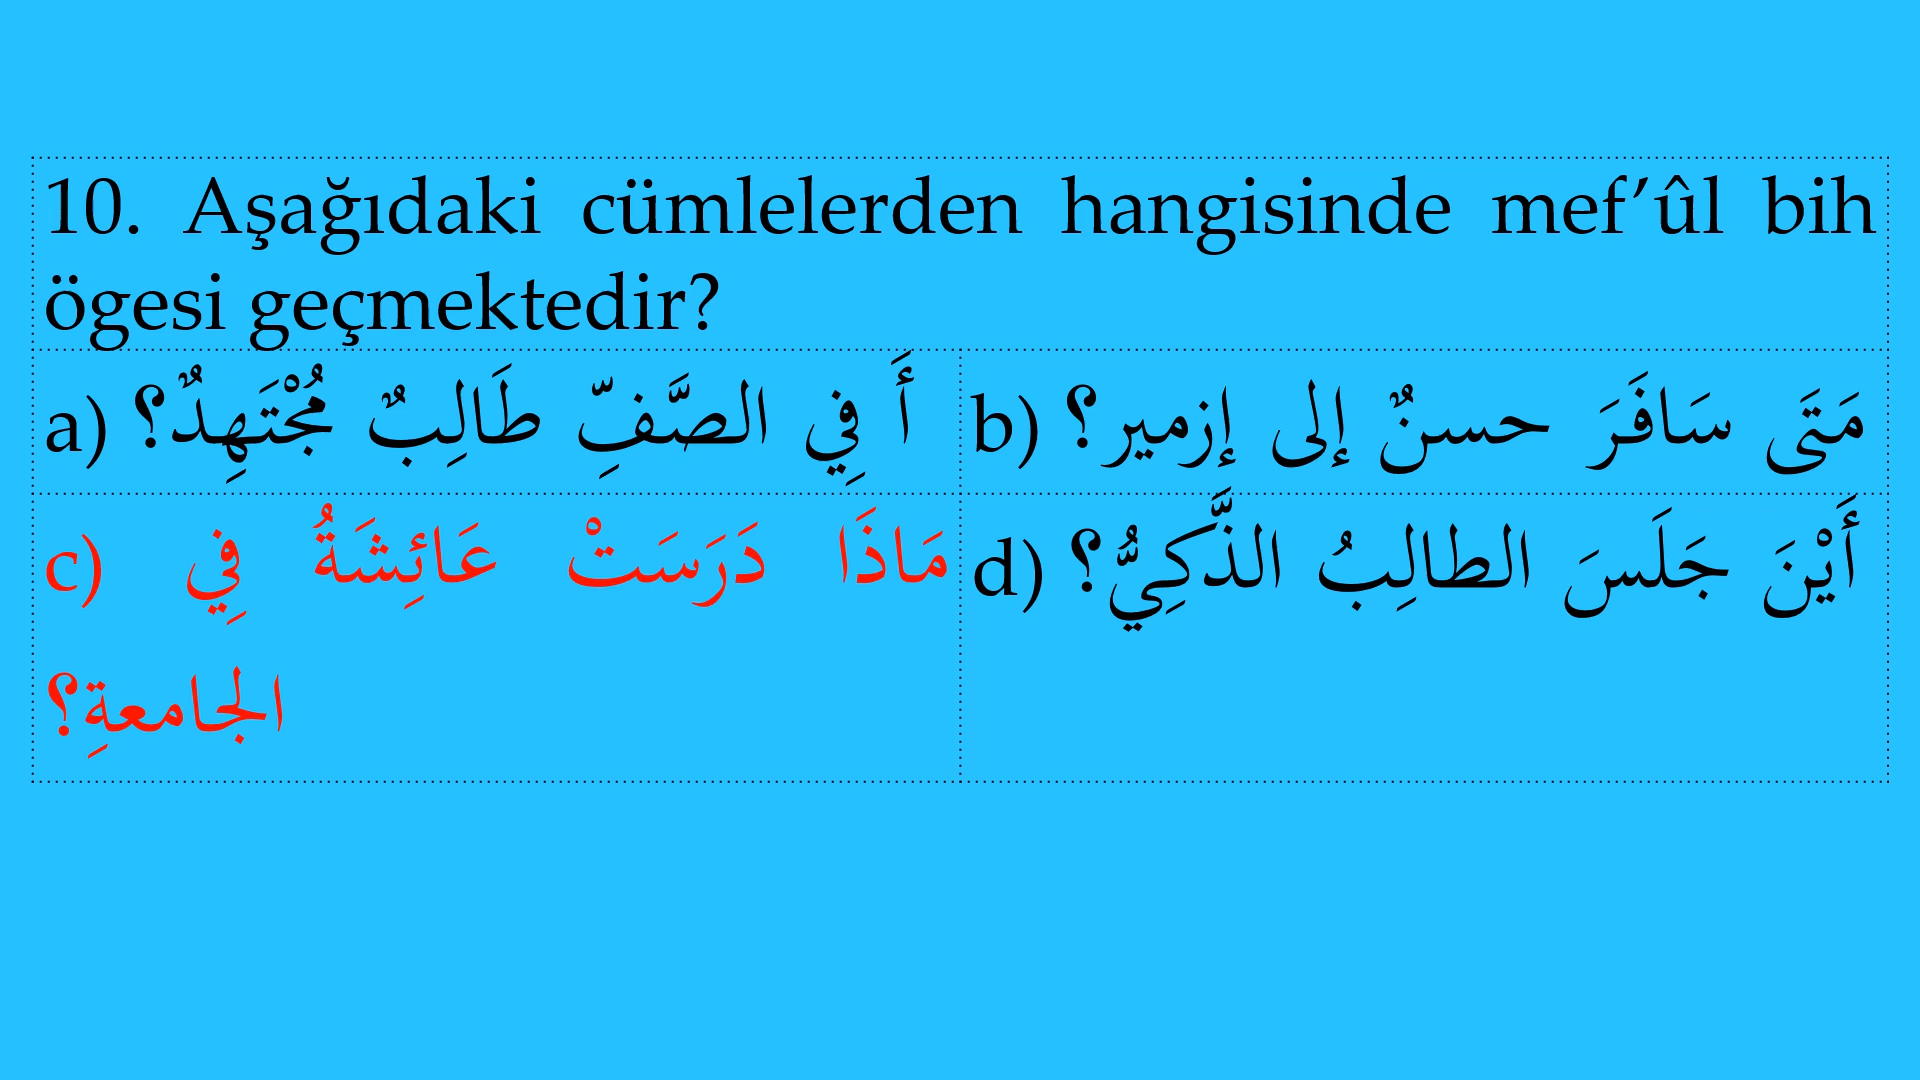 10. Aşağıdaki cümlelerden hangisinde mef’ûl bih
ögesi geçmektedir?
a) أَ فِي الصَّفِّ طَالِبٌ مُجْتَهِدٌ؟
b) مَتَى سَافَرَ حسنٌ إلى إزمير؟
c) مَاذَا دَرَسَتْ عَائِشَةُ فِي
الجامعةِ؟
d) أَيْنَ جَلَسَ الطالِبُ الذَّكِيُّ؟